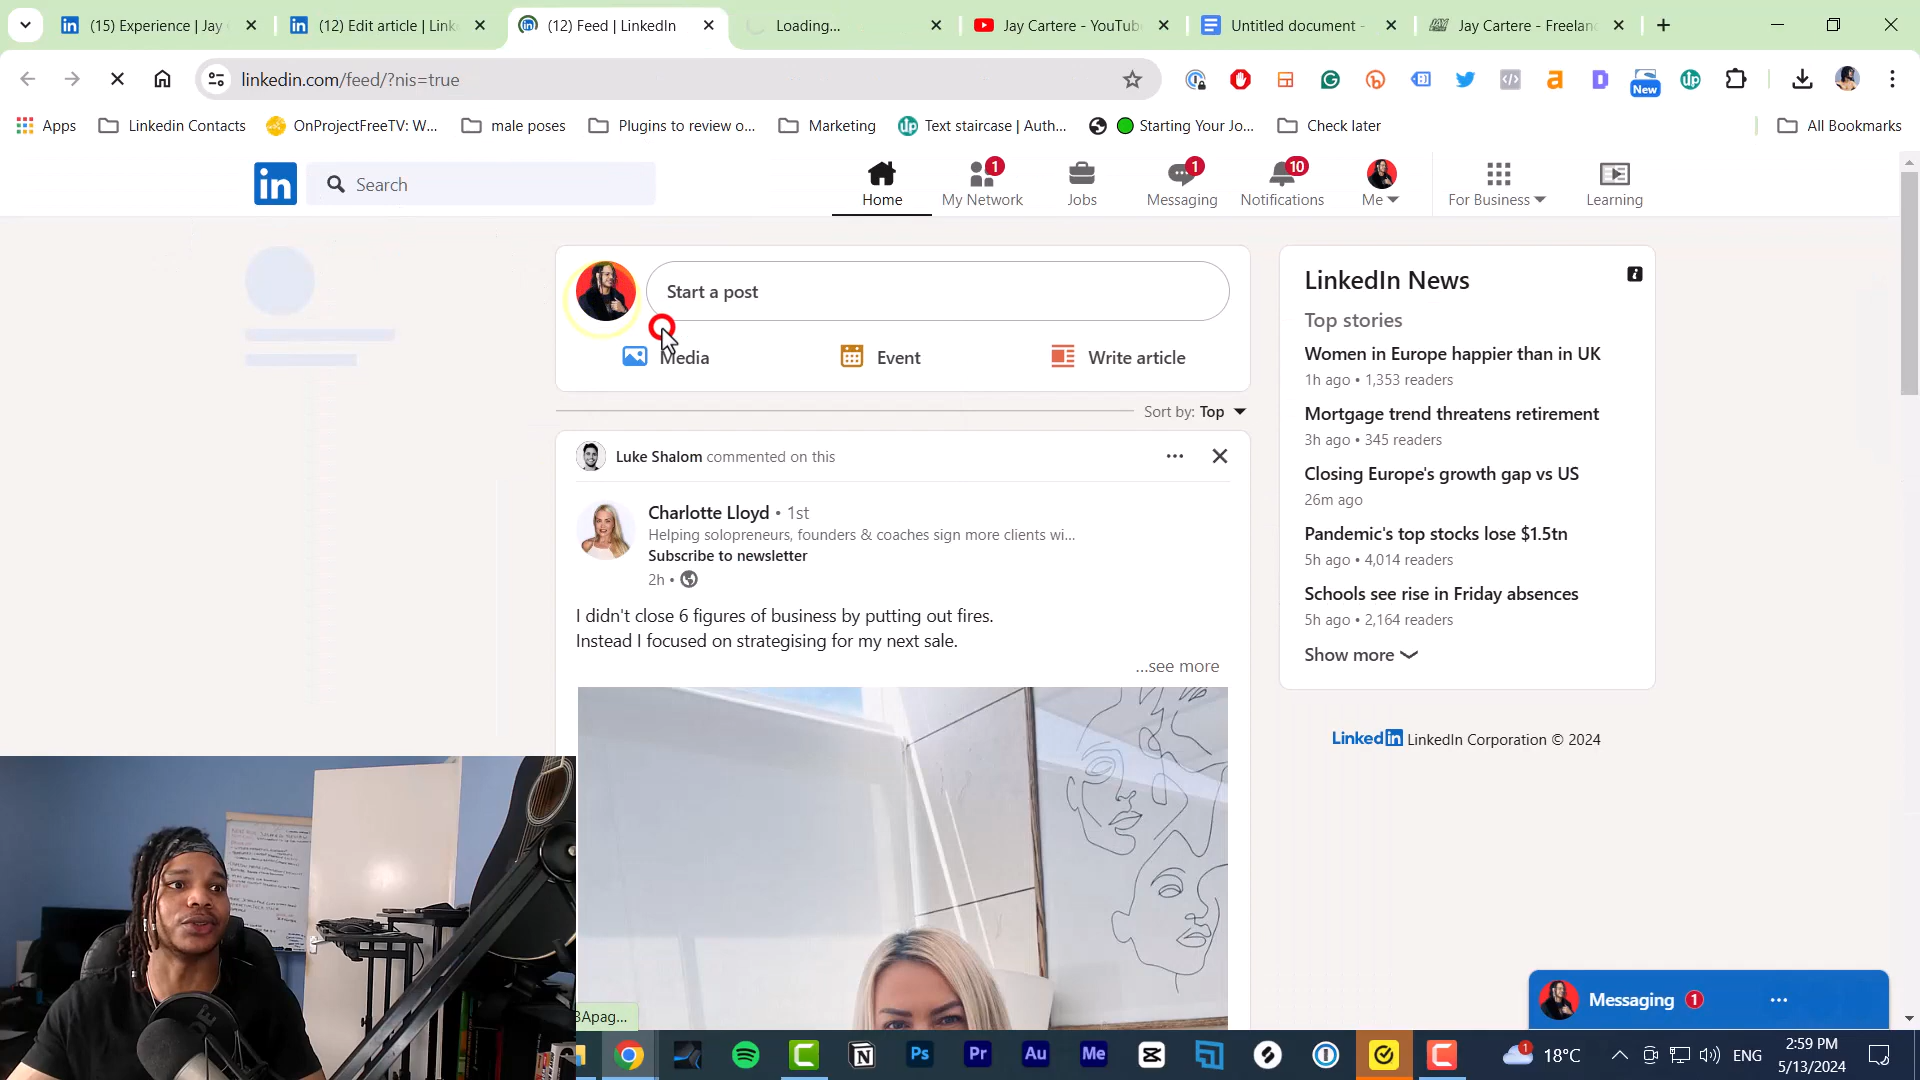 (15) Experience | Jay
(12) Edit article | Linke
(12) Feed | LinkedIn
Loading...
Jay Cartere - YouTub
Untitled document -
Jay Cartere - Freelan
linkedin.com/feed/?nis=true
New
Apps
Linkedin Contacts
OnProjectFreeTV: W...
male poses
Plugins to review o...
Marketing
Text staircase | Auth...
Starting Your Jo...
Check later
All Bookmarks
in
Search
Home
1
My Network
Jobs
1
Messaging
10
Notifications
Me
For Business
Learning
Start a post
Media
Event
Write article
Sort by: Top
Luke Shalom commented on this
Charlotte Lloyd • 1st
Helping solopreneurs, founders & coaches sign more clients wi...
Subscribe to newsletter
2h •
I didn't close 6 figures of business by putting out fires.
Instead I focused on strategising for my next sale.
...see more
LinkedIn News
Top stories
Women in Europe happier than in UK
1h ago • 1,353 readers
Mortgage trend threatens retirement
3h ago • 345 readers
Closing Europe's growth gap vs US
26m ago
Pandemic's top stocks lose $1.5tn
5h ago • 4,014 readers
Schools see rise in Friday absences
5h ago • 2,164 readers
Show more
LinkedIn LinkedIn Corporation © 2024
Messaging 1
3Apag...
Ps
Pr
Au
Me
1
18°C
ENG
2:59 PM
5/13/2024